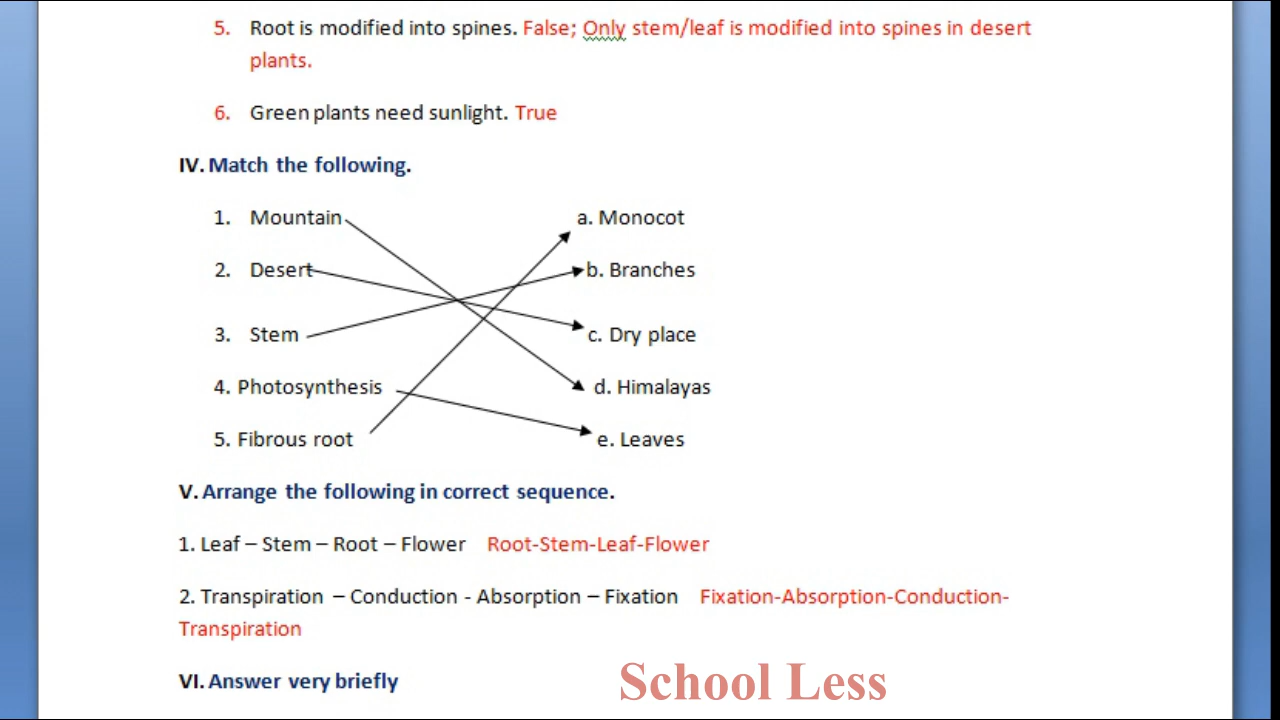 5. Root is modified into spines. False; Only stem/leaf is modified into spines in desert
plants.
6. Green plants need sunlight. True
IV. Match the following.
1. Mountain a. Monocot
2. Desert b. Branches
3. Stem c. Dry place
4. Photosynthesis d. Himalayas
5. Fibrous root e. Leaves
V. Arrange the following in correct sequence.
1. Leaf – Stem – Root – Flower Root-Stem-Leaf-Flower
2. Transpiration – Conduction - Absorption – Fixation Fixation-Absorption-Conduction-
Transpiration
VI. Answer very briefly
School Less